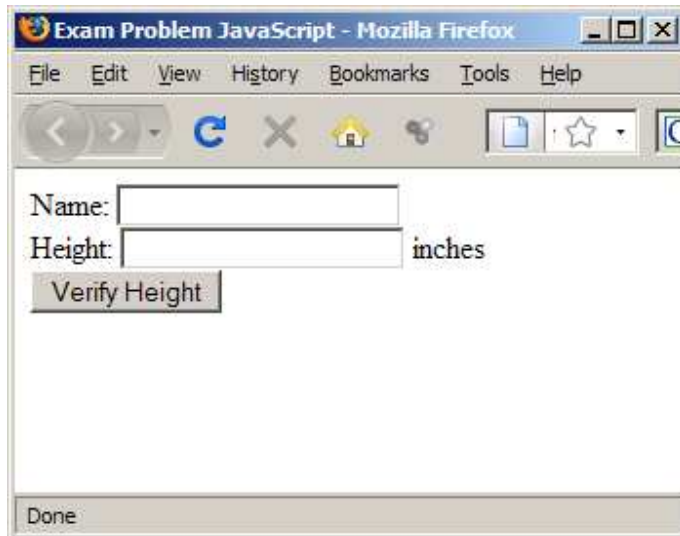 Exam Problem JavaScript - Mozilla Firefox
File Edit View History Bookmarks Tools Help
Name:
Height: inches
Verify Height
Done